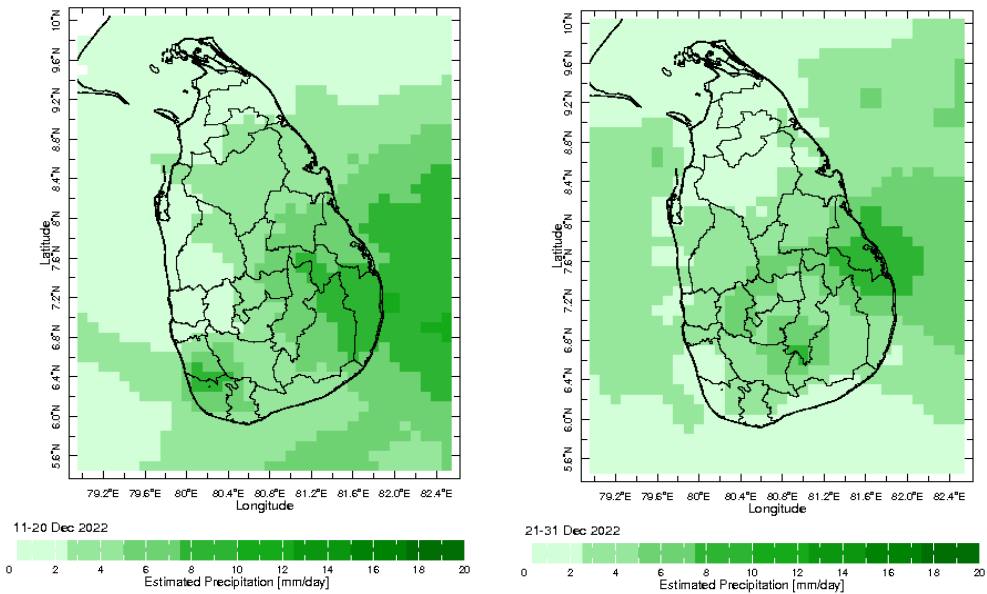 10°N
9.6°N
9.2°N
8.8°N
8.4°N
8°N
7.6°N
7.2°N
6.8°N
6.4°N
6.0°N
5.6°N
Latitude
79.2°E 79.6°E 80°E 80.4°E 80.8°E 81.2°E 81.6°E 82.0°E 82.4°E
Longitude
11-20 Dec 2022
0 2 4 6 8 10 12 14 16 18 20
Estimated Precipitation [mm/day]
10°N
9.6°N
9.2°N
8.8°N
8.4°N
8°N
7.6°N
7.2°N
6.8°N
6.4°N
6.0°N
5.6°N
Latitude
79.2°E 79.6°E 80°E 80.4°E 80.8°E 81.2°E 81.6°E 82.0°E 82.4°E
Longitude
21-31 Dec 2022
0 2 4 6 8 10 12 14 16 18 20
Estimated Precipitation [mm/day]